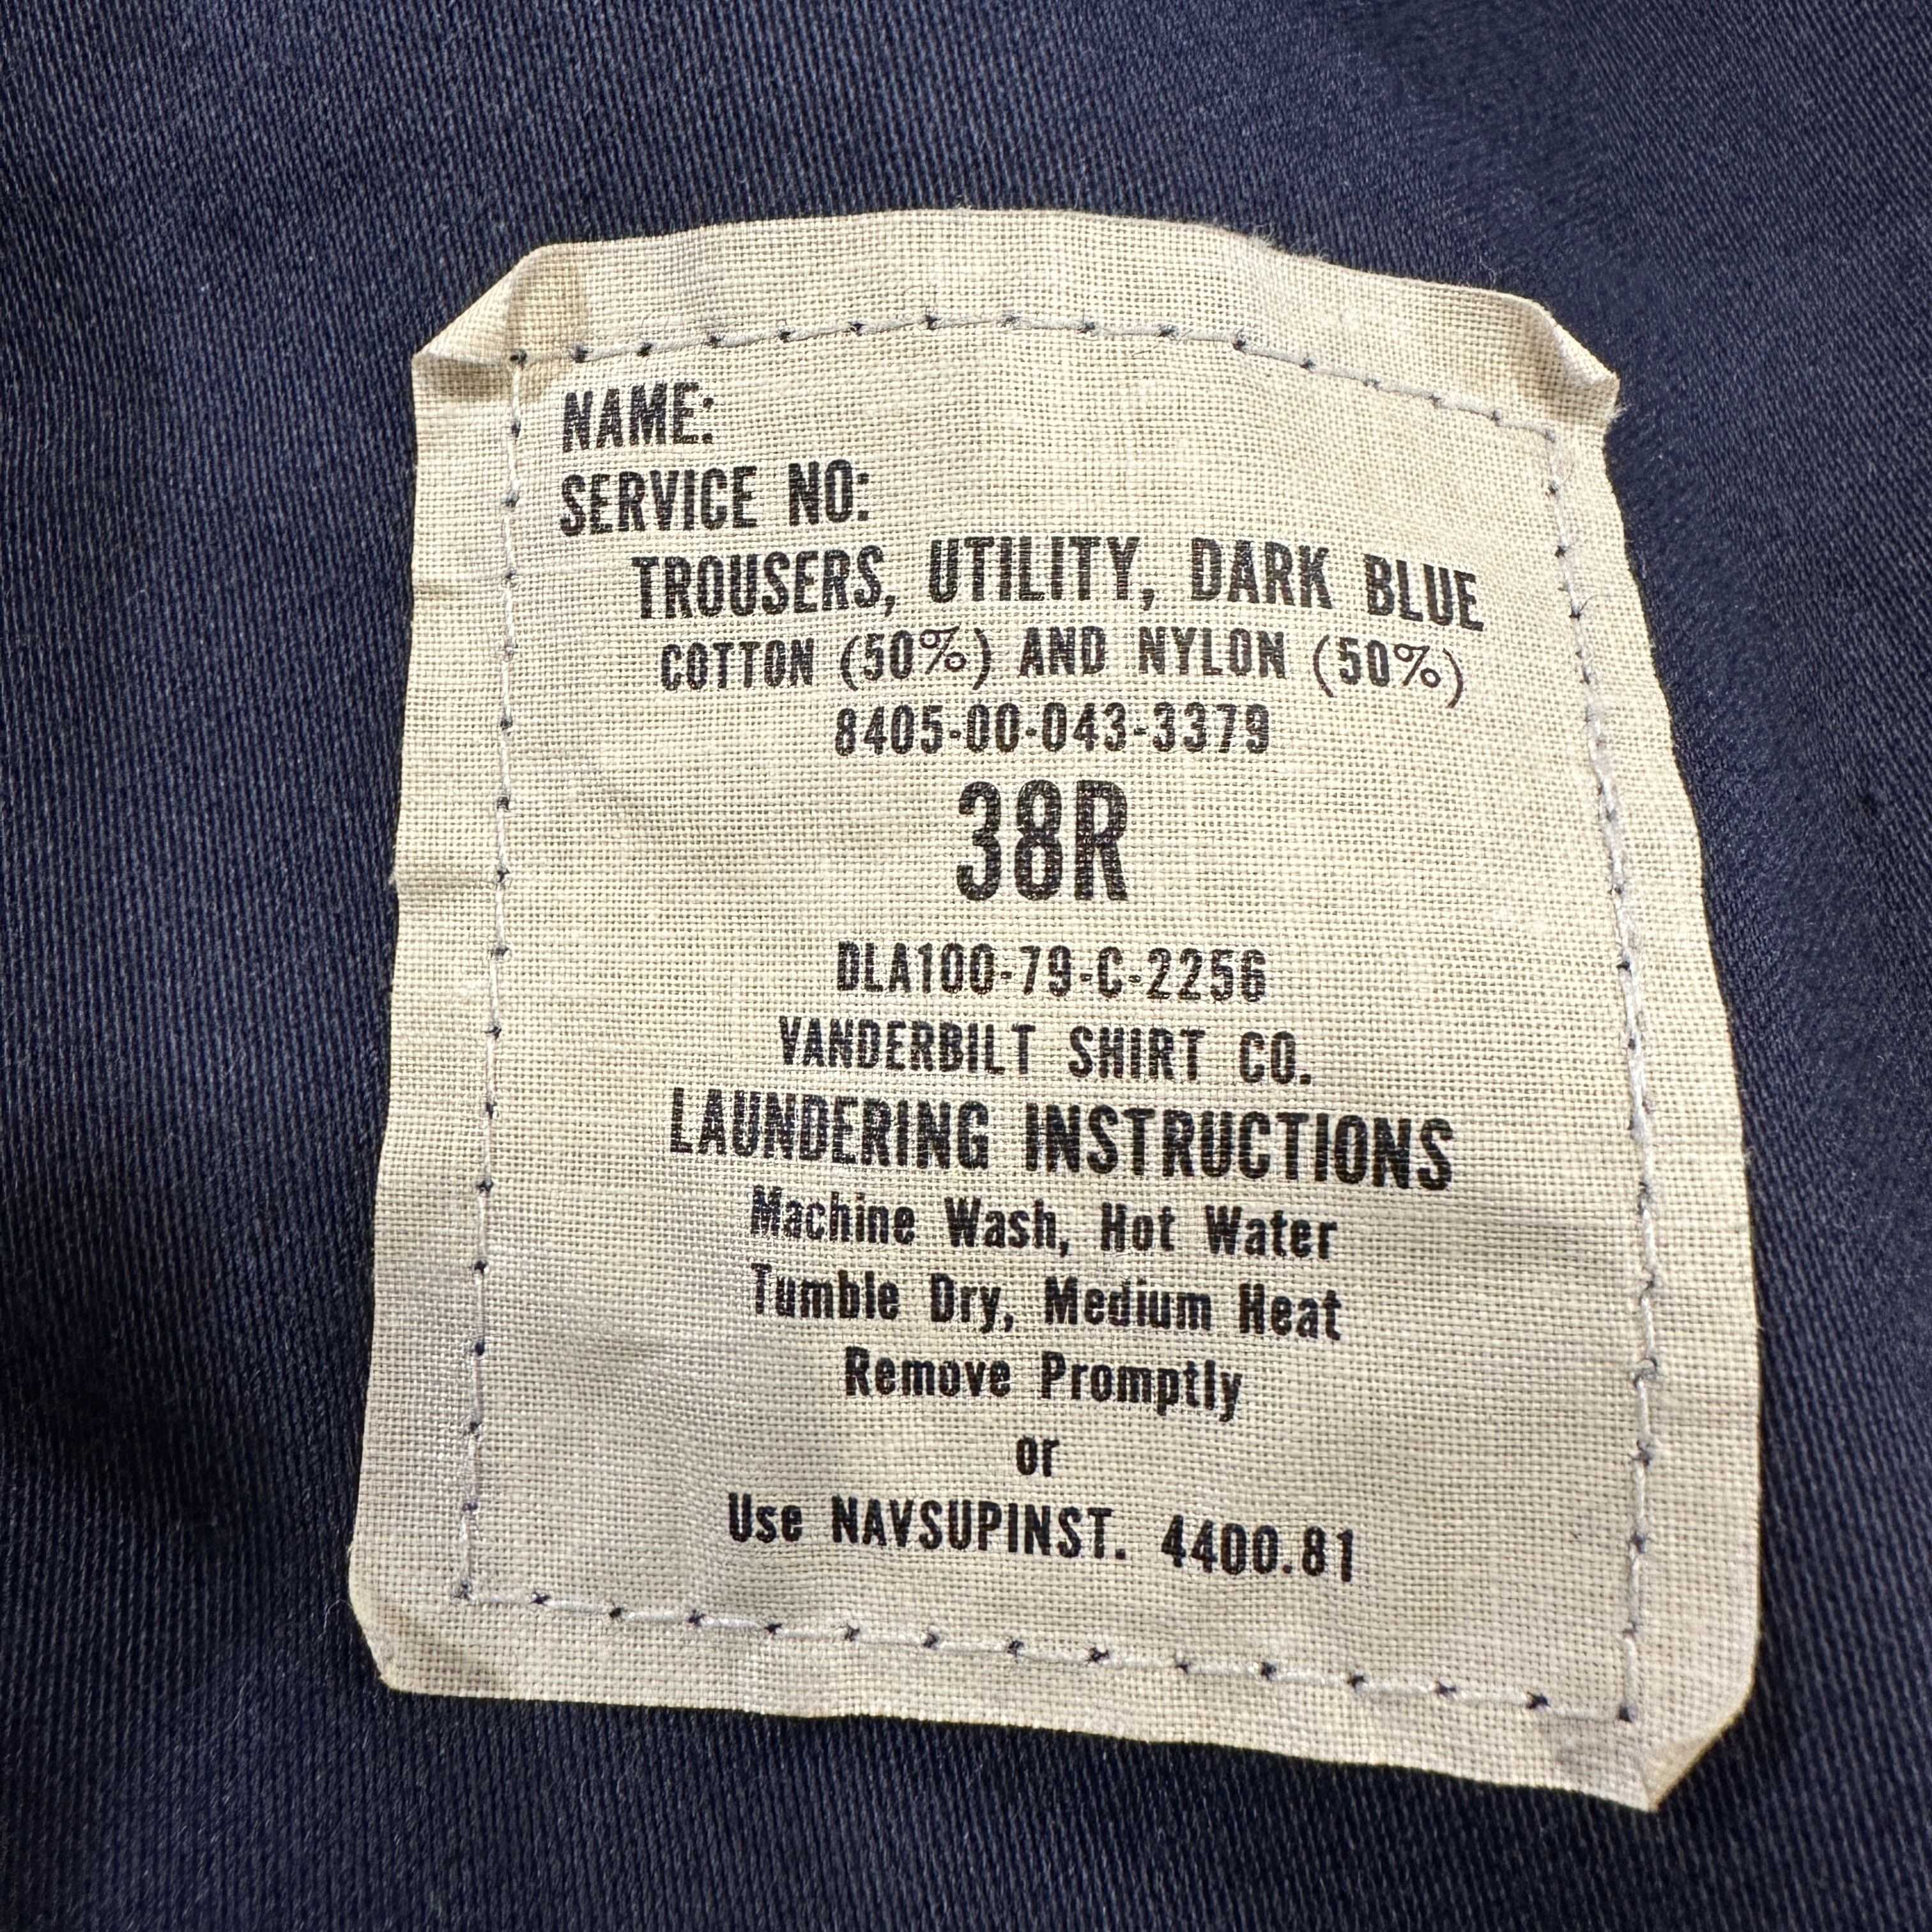 NAME:
SERVICE NO:
TROUSERS, UTILITY, DARK BLUE
COTTON (50%) AND NYLON (50%)
8405-00-043-3379
38R
DLA100-79-C-2256
VANDERBILT SHIRT CO.
LAUNDERING INSTRUCTIONS
Machine Wash, Hot Water
Tumble Dry, Medium Heat
Remove Promptly
or
Use NAVSUPINST. 4400.81